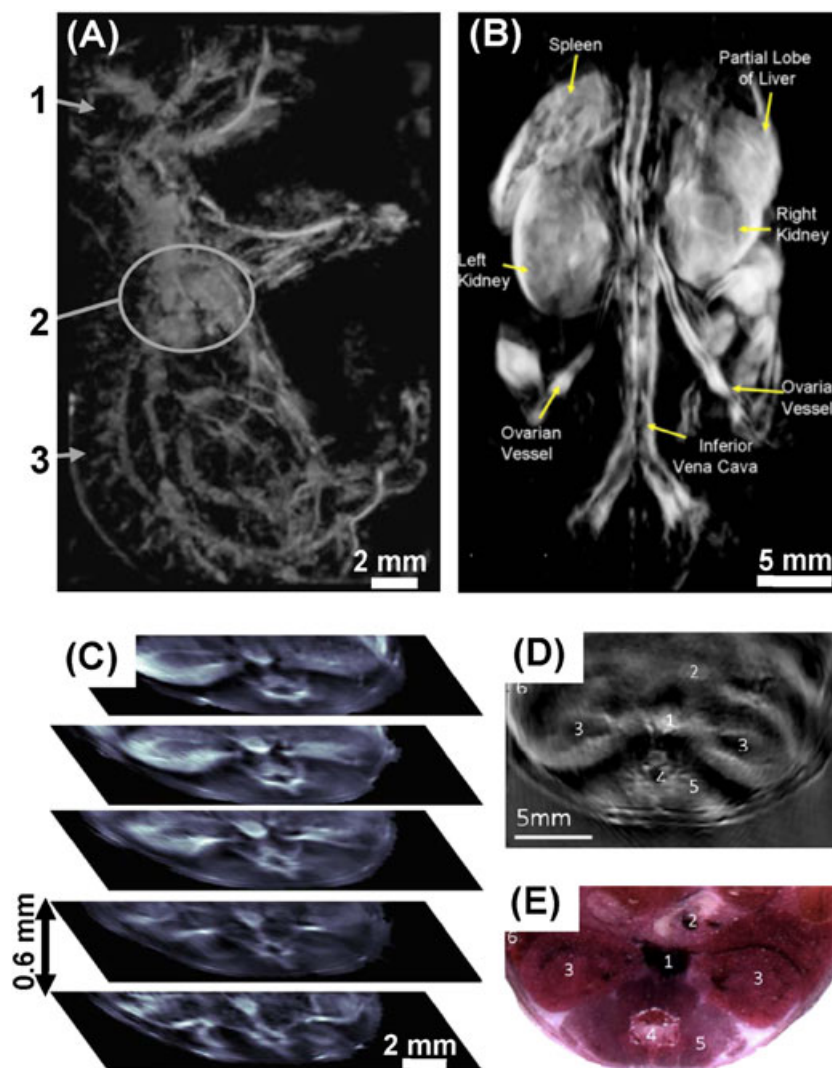 (A)
1
2
3
2 mm
(B)
Spleen
Partial Lobe
of Liver
Right
Kidney
Left
Kidney
Ovarian
Vessel
Ovaria
Vessel
Inferior
Vena Cava
5 mm
(C)
0.6 mm
2 mm
(D)
6
2
1
3
3
5
5mm
(E)
6
2
1
3
3
4
5